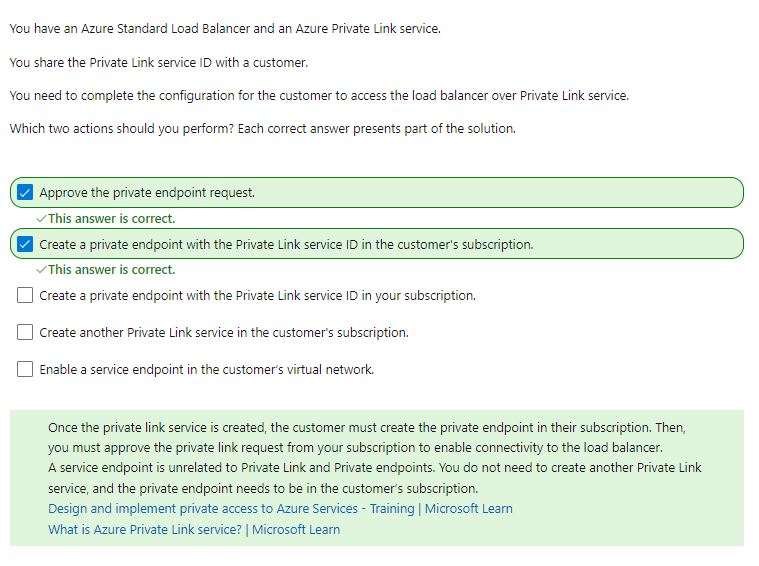 You have an Azure Standard Load Balancer and an Azure Private Link service.
You share the Private Link service ID with a customer.
You need to complete the configuration for the customer to access the load balancer over Private Link service.
Which two actions should you perform? Each correct answer presents part of the solution.
Approve the private endpoint request.
This answer is correct.
Create a private endpoint with the Private Link service ID in the customer's subscription.
This answer is correct.
Create a private endpoint with the Private Link service ID in your subscription.
Create another Private Link service in the customer's subscription.
Enable a service endpoint in the customer's virtual network.
Once the private link service is created, the customer must create the private endpoint in their subscription. Then,
you must approve the private link request from your subscription to enable connectivity to the load balancer.
A service endpoint is unrelated to Private Link and Private endpoints. You do not need to create another Private Link
service, and the private endpoint needs to be in the customer's subscription.
Design and implement private access to Azure Services - Training | Microsoft Learn
What is Azure Private Link service? | Microsoft Learn